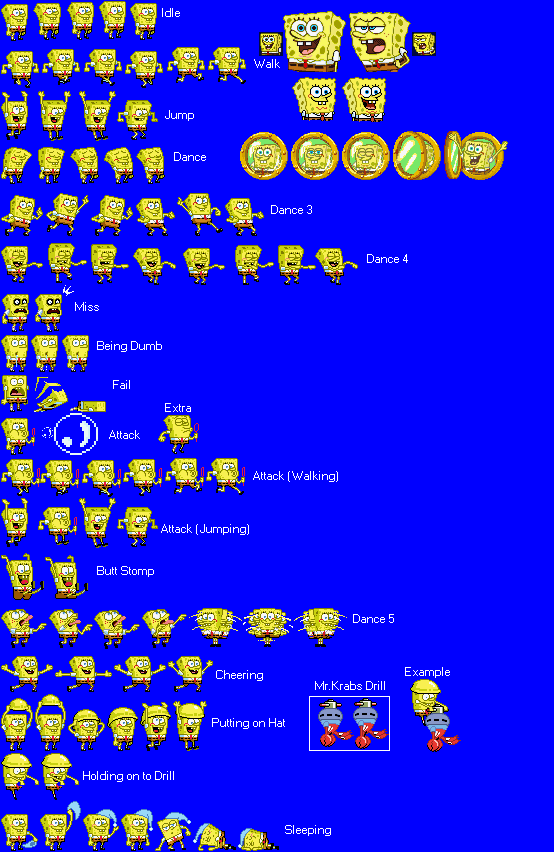 Idle
Walk
Jump
Dance
Dance 3
Dance 4
Miss
Being Dumb
Fail
Extra
Attack
Attack (Walking)
Attack (Jumping)
Butt Stomp
Dance 5
Cheering
Mr.Krabs Drill
Example
Putting on Hat
Holding on to Drill
Sleeping